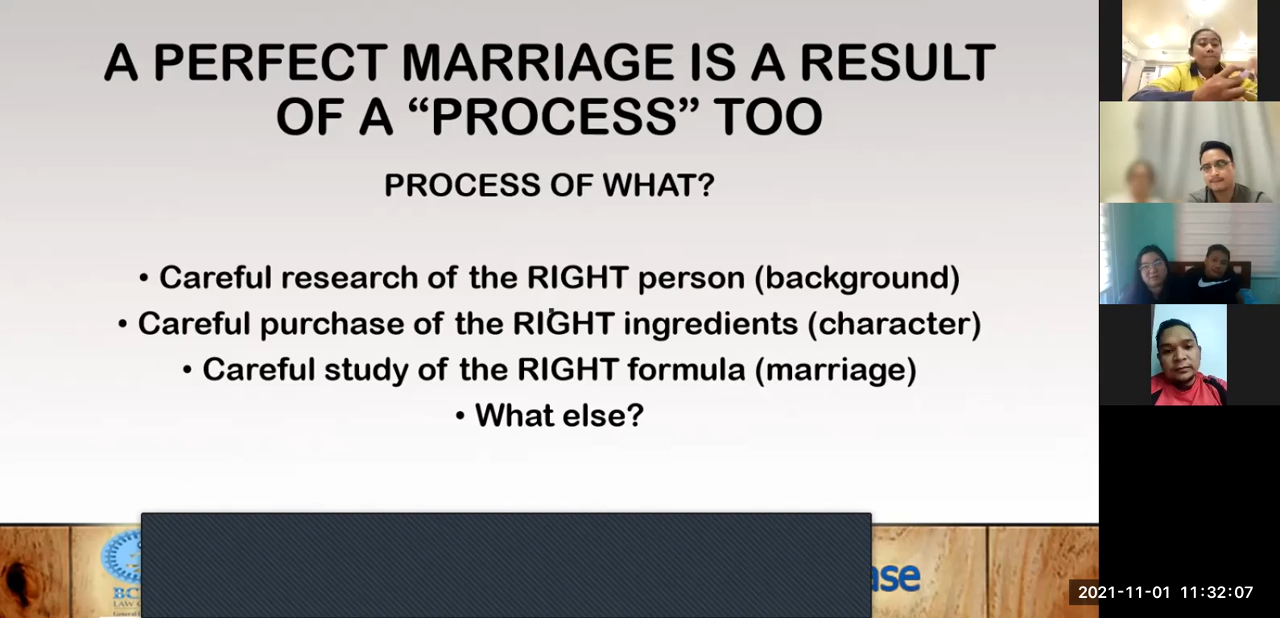 A PERFECT MARRIAGE IS A RESULT
OF A “PROCESS” TOO
PROCESS OF WHAT?
• Careful research of the RIGHT person (background)
• Careful purchase of the RIGHT ingredients (character)
• Careful study of the RIGHT formula (marriage)
• What else?
2021-11-01 11:32:07